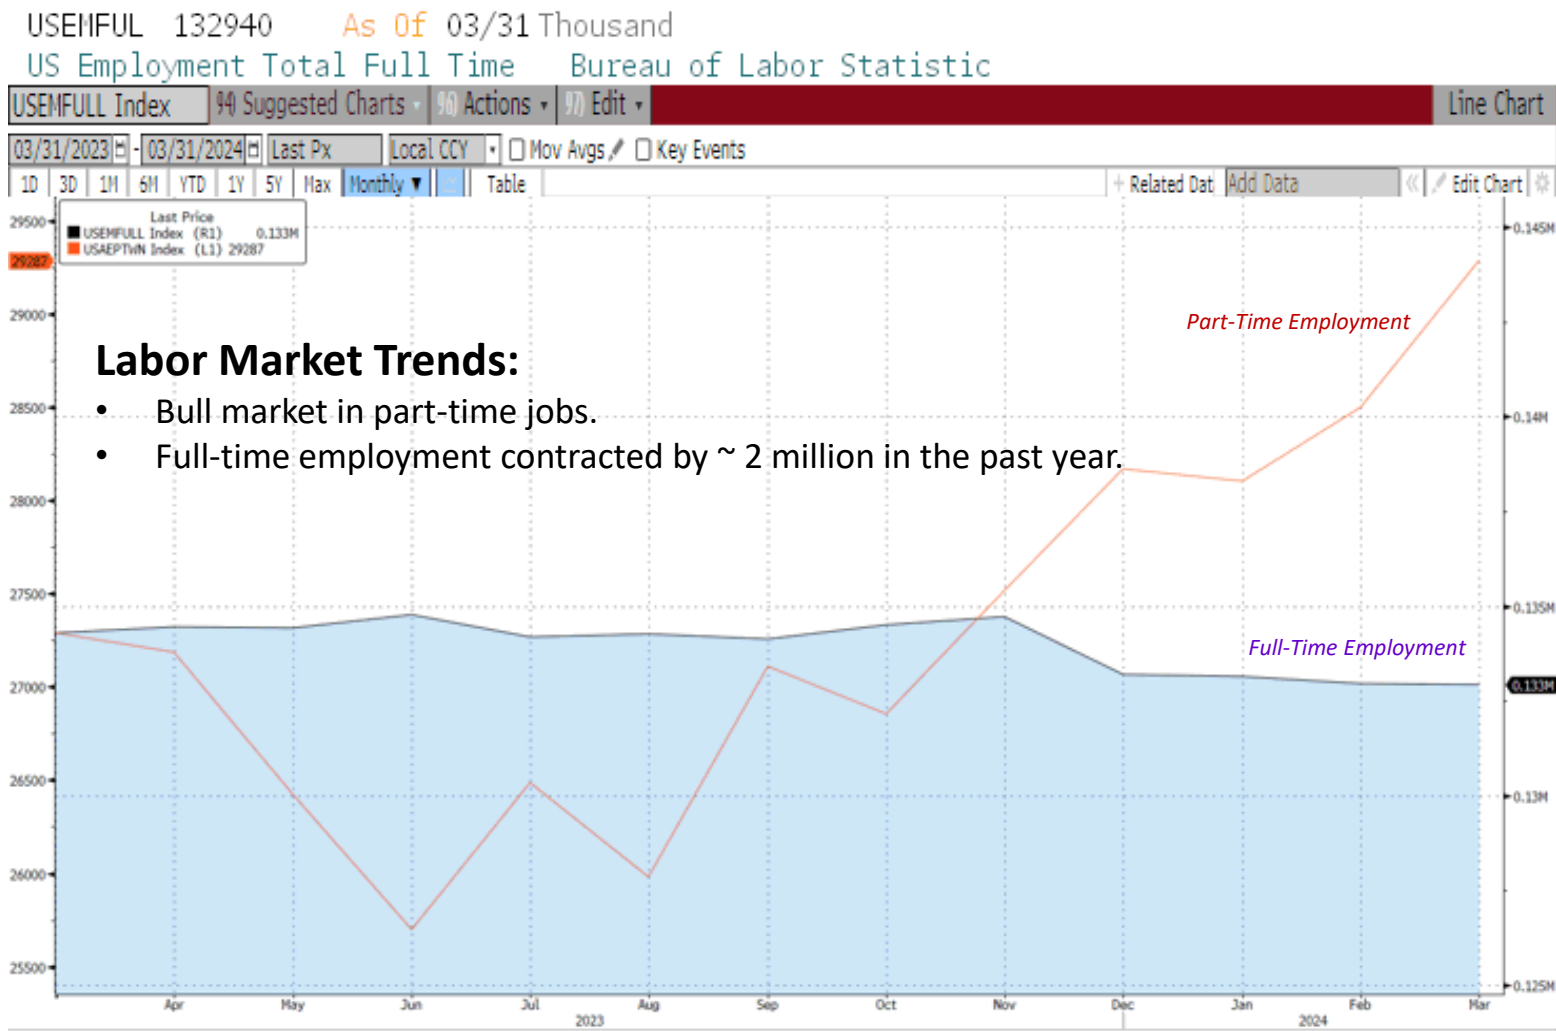 USEMFUL 132940 As Of 03/31 Thousand
US Employment Total Full Time Bureau of Labor Statistic
USEMFULL Index 94) Suggested Charts 96) Actions 97) Edit Line Chart
03/31/2023 - 03/31/2024 Last Px Local CCY Mov Avgs Key Events
1D 3D 1M 6M YTD 1Y 5Y Max Monthly ▼ Table + Related Dat Add Data « Edit Chart
Last Price
USEMFULL Index (R1) 0.133M
USAEPTWN Index (L1) 29287
29500
0.145M
29287
29000
Part-Time Employment
Labor Market Trends:
28500
• Bull market in part-time jobs.
0.14M
• Full-time employment contracted by ~ 2 million in the past year.
28000
27500
0.135M
Full-Time Employment
27000
0.133M
26500
0.13M
26000
25500
0.125M
Apr May Jun Jul Aug Sep Oct Nov Dec Jan Feb Mar
2023 2024